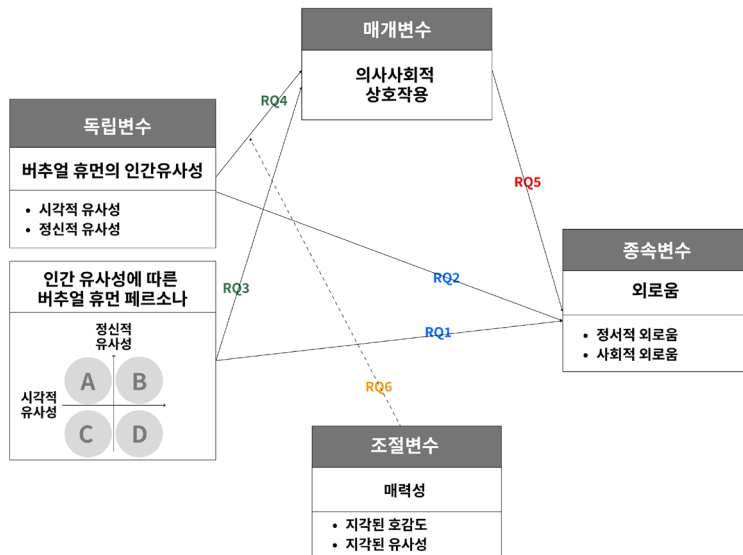 매개변수
의사사회적
상호작용
RQ4
독립변수
버추얼 휴먼의 인간유사성
• 시각적 유사성
• 정신적 유사성
RQ5
종속변수
외로움
• 정서적 외로움
• 사회적 외로움
인간 유사성에 따른
버추얼 휴먼 페르소나
정신적
유사성
시각적
유사성
A
B
C
D
RQ3
RQ2
RQ1
RQ6
조절변수
매력성
• 지각된 호감도
• 지각된 유사성